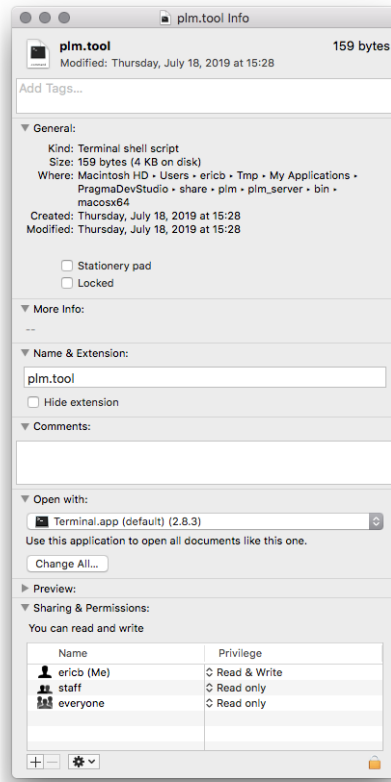 plm.tool Info
plm.tool 159 bytes
Modified: Thursday, July 18, 2019 at 15:28
Add Tags...
General:
Kind: Terminal shell script
Size: 159 bytes (4 KB on disk)
Where: Macintosh HD ▸ Users ▸ ericb ▸ Tmp ▸ My Applications ▸
PragmaDevStudio ▸ share ▸ plm ▸ plm_server ▸ bin ▸
macosx64
Created: Thursday, July 18, 2019 at 15:28
Modified: Thursday, July 18, 2019 at 15:28
Stationery pad
Locked
More Info:
--
Name & Extension:
plm.tool
Hide extension
Comments:
Open with:
Terminal.app (default) (2.8.3)
Use this application to open all documents like this one.
Change All...
Preview:
Sharing & Permissions:
You can read and write
Name Privilege
ericb (Me) Read & Write
staff Read only
everyone Read only